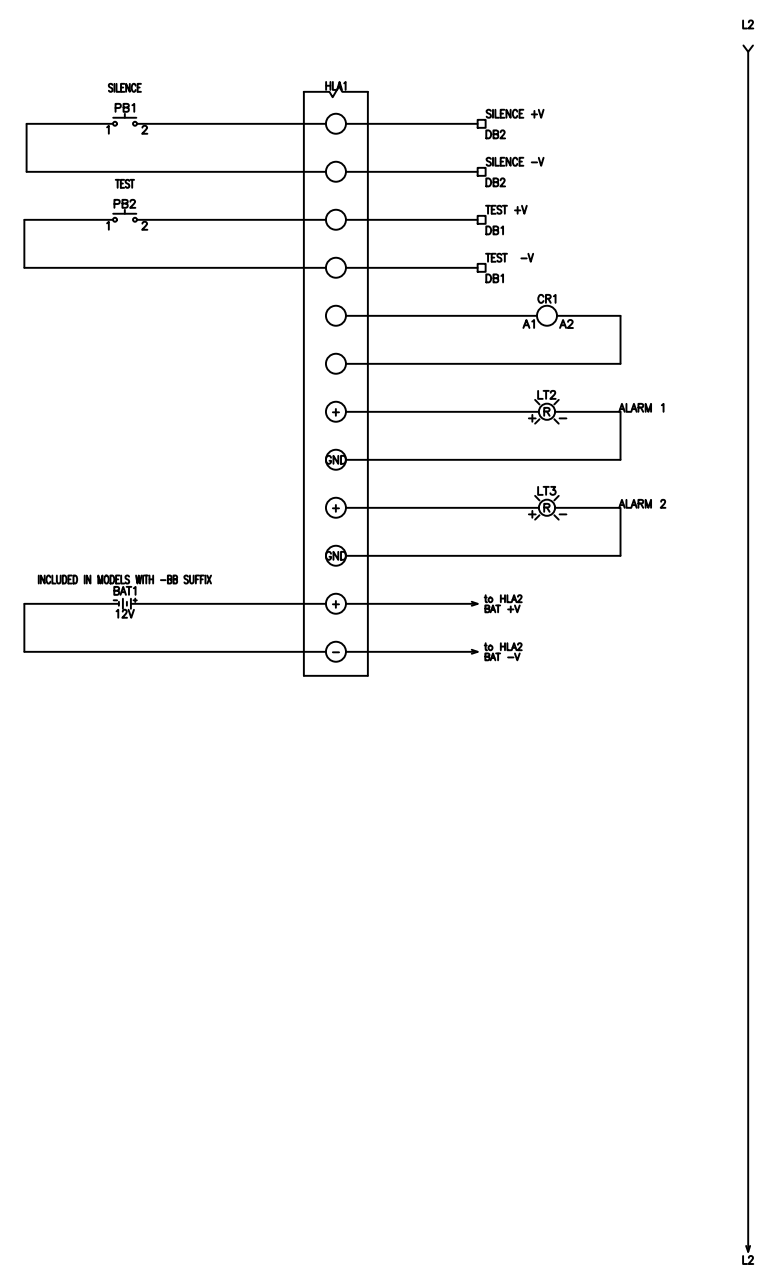 L2
SILENCE
HLA1
PB1
SILENCE +V
1 2
DB2
SILENCE -V
DB2
TEST
PB2
TEST +V
1 2
DB1
TEST -V
DB1
CR1
A1 A2
LT2
ALARM 1
+ R -
+
GND
LT3
ALARM 2
+ R -
+
GND
INCLUDED IN MODELS WITH -BB SUFFIX
BAT1
- +
12V
+
to HLA2
BAT +V
-
to HLA2
BAT -V
L2